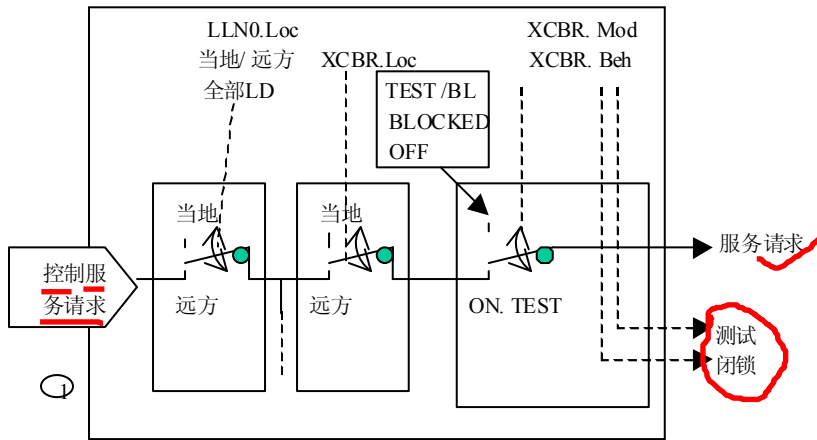 LLN0.Loc
当地/ 远方
全部LD
XCBR.Loc
XCBR. Mod
XCBR. Beh
TEST /BL
BLOCKED
OFF
当地
当地
控制服
务请求
远方
远方
ON. TEST
服务请求
测试
闭锁
1